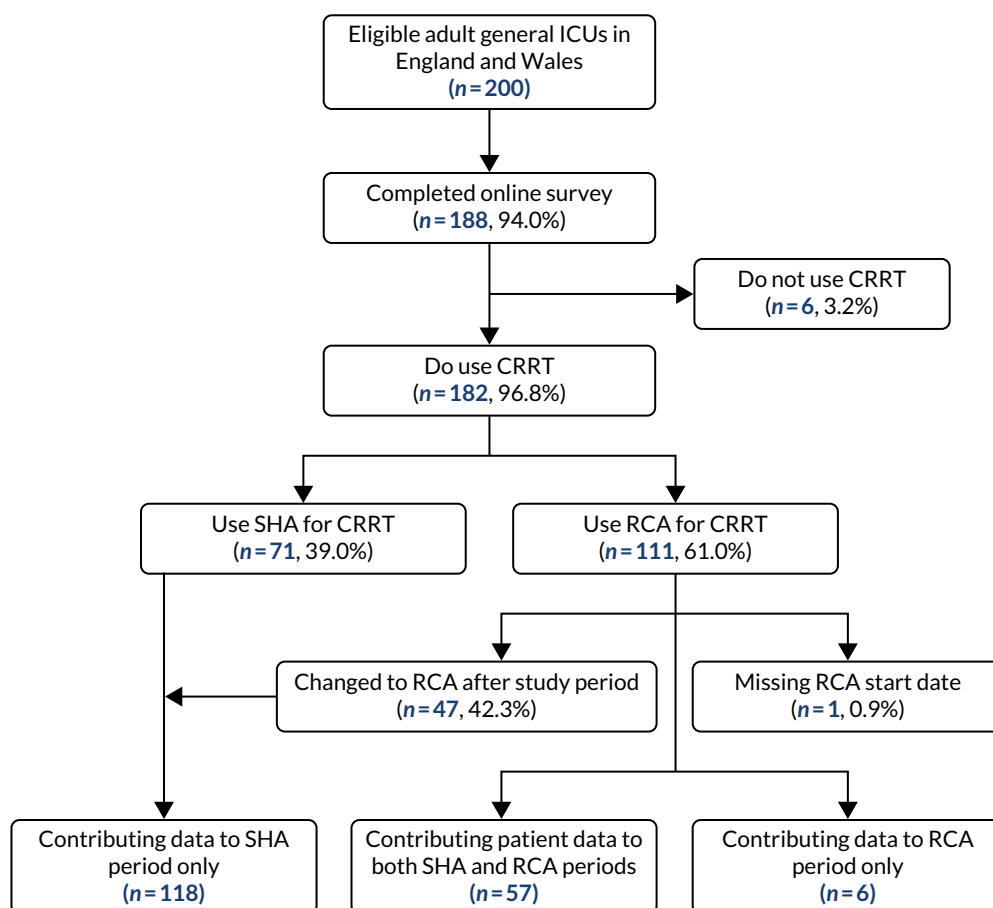 Eligible adult general ICUs in
England and Wales
(n = 200)
Completed online survey
(n = 188, 94.0%)
Do not use CRRT
(n = 6, 3.2%)
Do use CRRT
(n = 182, 96.8%)
Use SHA for CRRT
(n = 71, 39.0%)
Use RCA for CRRT
(n = 111, 61.0%)
Changed to RCA after study period
(n = 47, 42.3%)
Missing RCA start date
(n = 1, 0.9%)
Contributing data to SHA
period only
(n = 118)
Contributing patient data to
both SHA and RCA periods
(n = 57)
Contributing data to RCA
period only
(n = 6)